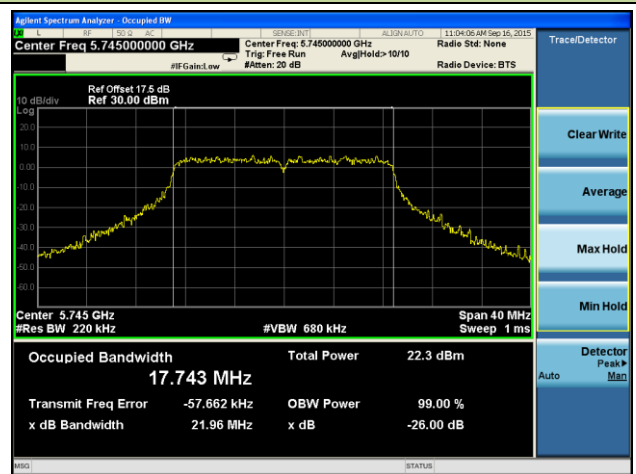 Agilent Spectrum Analyzer - Occupied BW
L RF 50 Ω AC SENSE:INT ALIGN AUTO 11:04:06 AM Sep 16, 2015
Center Freq 5.745000000 GHz Center Freq: 5.745000000 GHz Radio Std: None Trace/Detector
Trig: Free Run Avg|Hold:>10/10
#IFGain:Low #Atten: 20 dB Radio Device: BTS
Ref Offset 17.5 dB
10 dB/div Ref 30.00 dBm
Log
20.0
10.0
0.00
-10.0
-20.0
-30.0
-40.0
-50.0
-60.0
Clear Write
Average
Max Hold
Min Hold
Center 5.745 GHz Span 40 MHz
#Res BW 220 kHz #VBW 680 kHz Sweep 1 ms
Occupied Bandwidth Total Power 22.3 dBm
17.743 MHz
Transmit Freq Error -57.662 kHz OBW Power 99.00 %
x dB Bandwidth 21.96 MHz x dB -26.00 dB
Detector
Peak▶
Auto Man
MSG STATUS